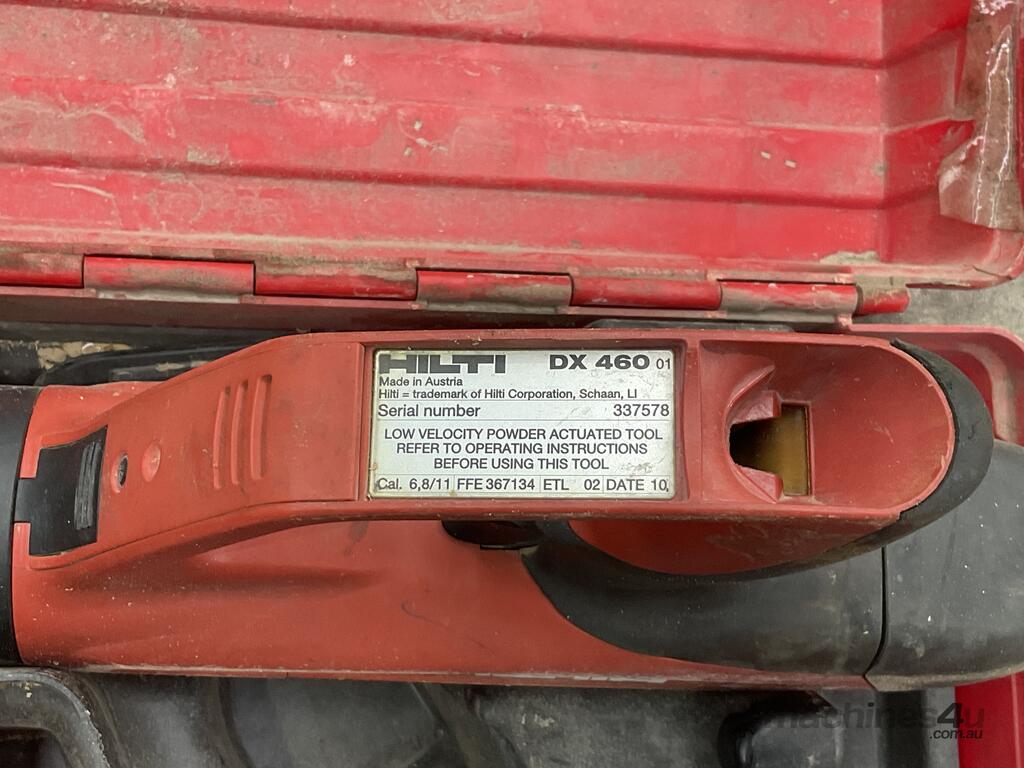 HILTI DX 460 01
Made in Austria
Hilti = trademark of Hilti Corporation, Schaan, LI
Serial number 337578
LOW VELOCITY POWDER ACTUATED TOOL
REFER TO OPERATING INSTRUCTIONS
BEFORE USING THIS TOOL
Cal. 6,8/11 FFE 367134 ETL 02 DATE 10
machines4u
.com.au